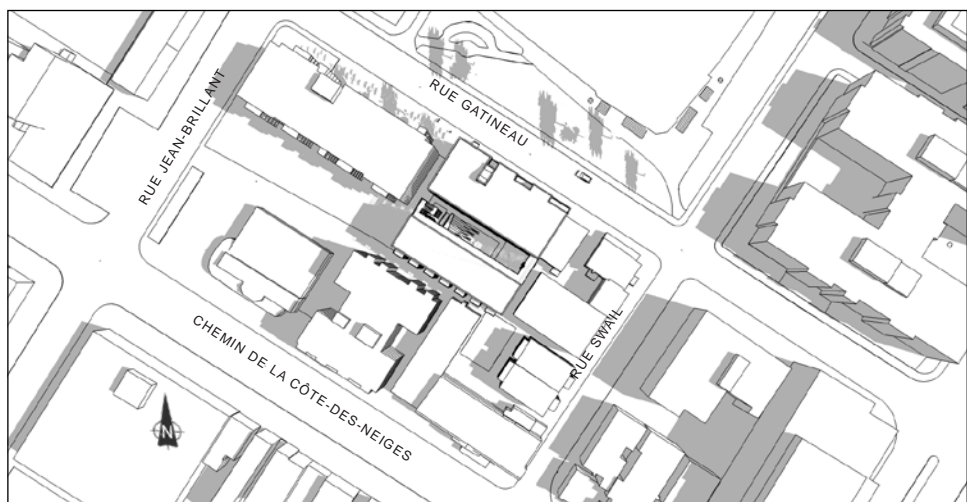 RUE GATINEAU
RUE JEAN-BRILLANT
CHEMIN DE LA CÔTE-DES-NEIGES
RUE SWAIL
N